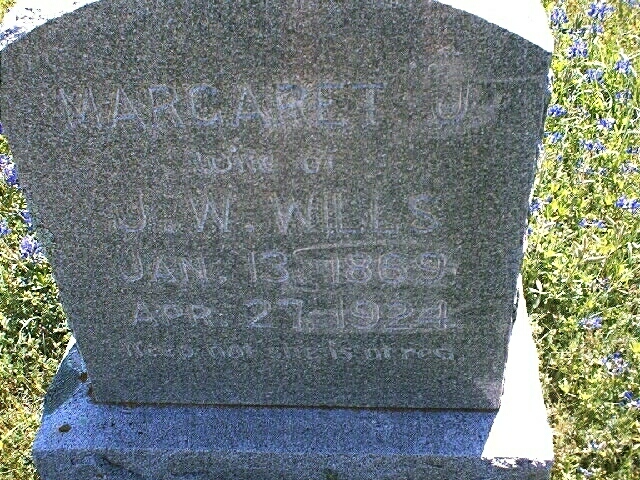 MARGARET J.
wife of
J. W. WILLS
JAN. 13, 1869
APR. 27, 1924
Weep not she is at rest.